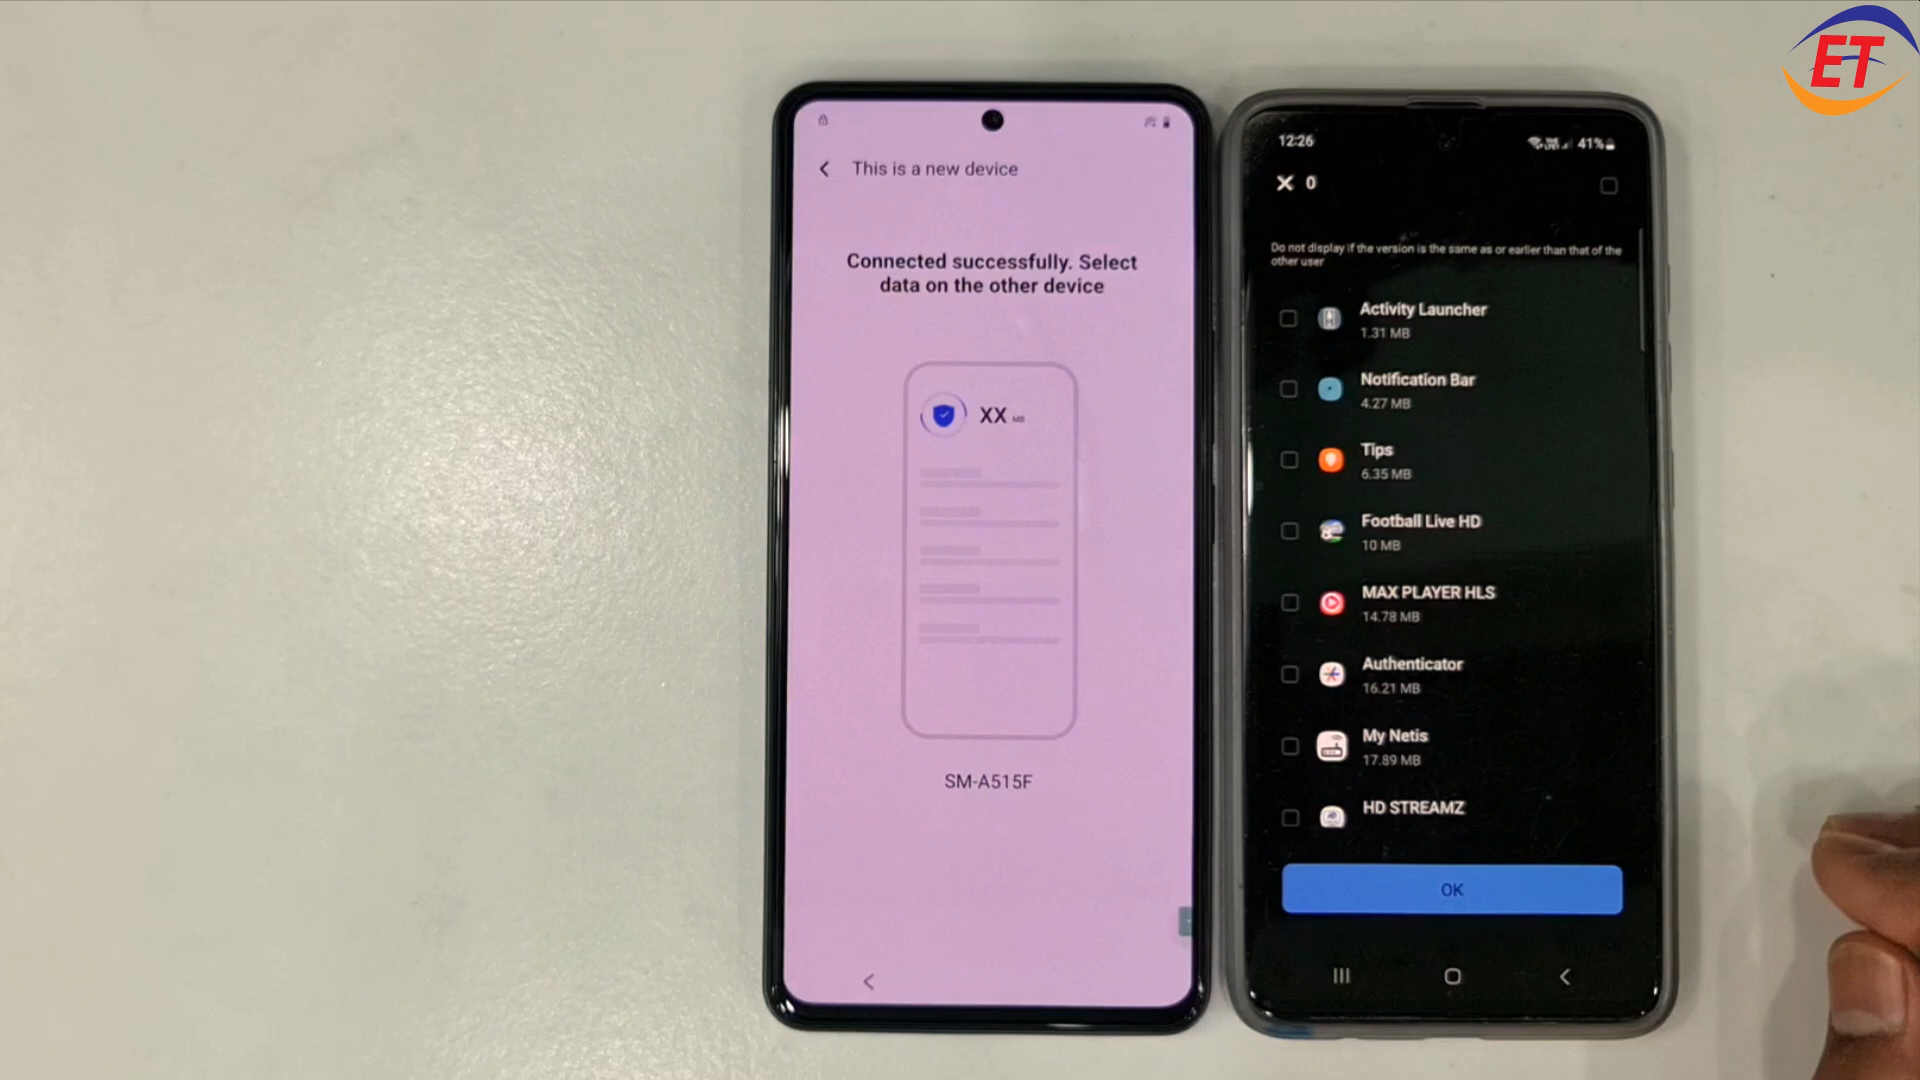 ET
This is a new device
Connected successfully. Select
data on the other device
XX MB
SM-A515F
12:26
41%
0
Do not display if the version is the same as or earlier than that of the
other user
Activity Launcher
1.31 MB
Notification Bar
4.27 MB
Tips
6.35 MB
Football Live HD
10 MB
MAX PLAYER HLS
14.78 MB
Authenticator
16.21 MB
My Netis
17.89 MB
HD STREAMZ
OK